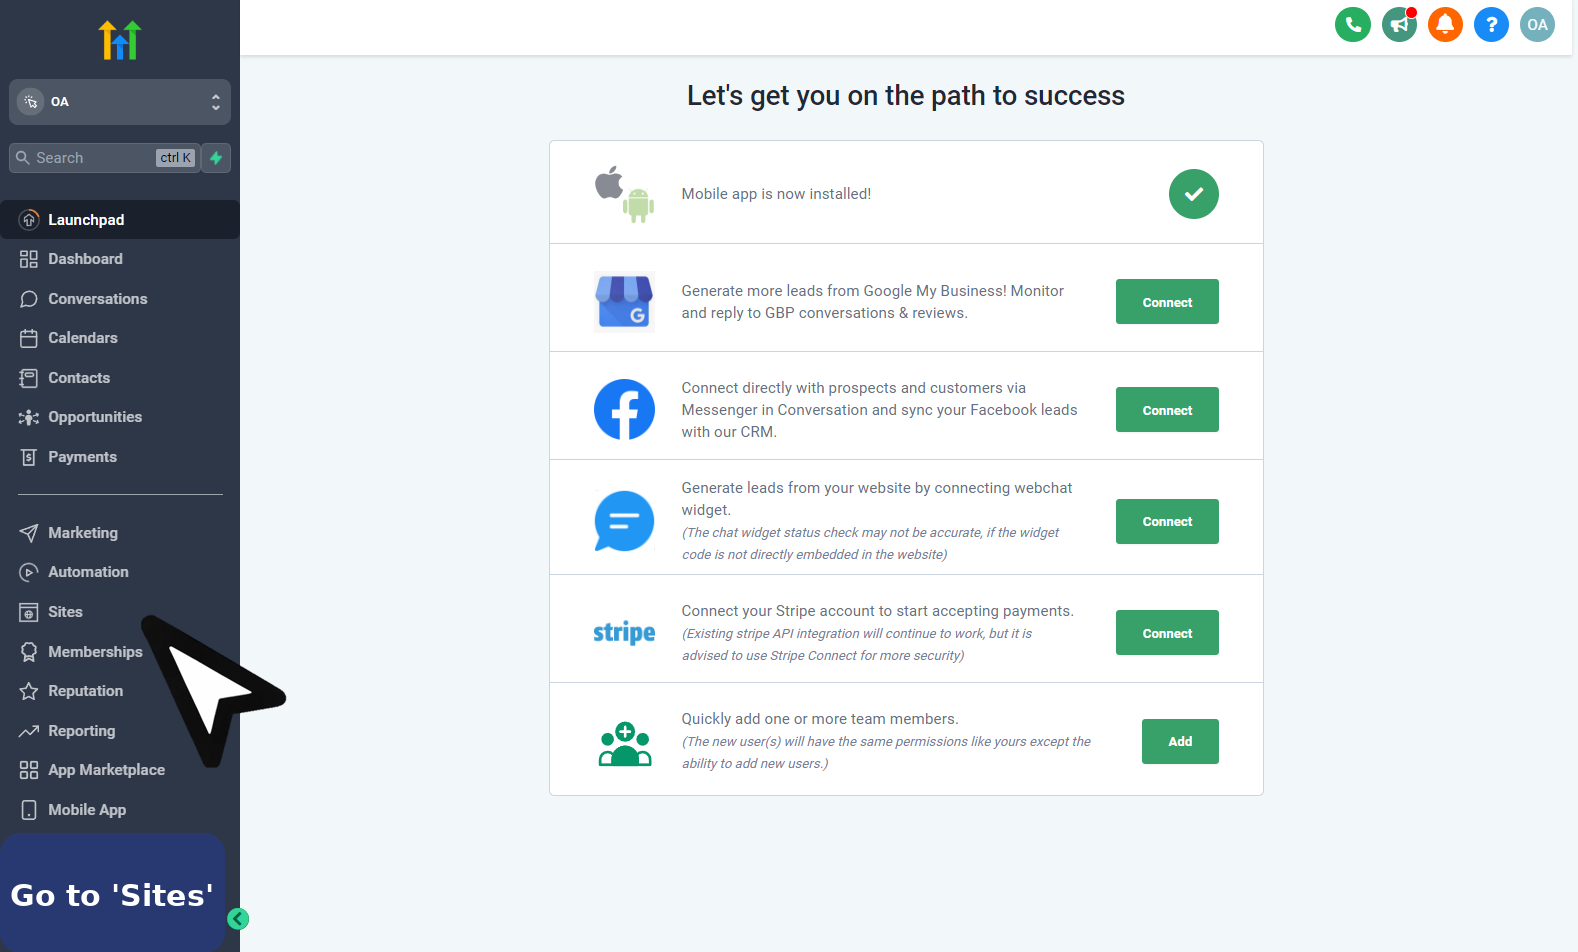 OA
Search ctrl K
Launchpad
Dashboard
Conversations
Calendars
Contacts
Opportunities
Payments
Marketing
Automation
Sites
Memberships
Reputation
Reporting
App Marketplace
Mobile App
Go to 'Sites'
? OA
Let's get you on the path to success
Mobile app is now installed!
G
Generate more leads from Google My Business! Monitor
and reply to GBP conversations & reviews.
Connect
f
Connect directly with prospects and customers via
Messenger in Conversation and sync your Facebook leads
with our CRM.
Connect
Generate leads from your website by connecting webchat
widget.
(The chat widget status check may not be accurate, if the widget
code is not directly embedded in the website)
Connect
stripe
Connect your Stripe account to start accepting payments.
(Existing stripe API integration will continue to work, but it is
advised to use Stripe Connect for more security)
Connect
Quickly add one or more team members.
(The new user(s) will have the same permissions like yours except the
ability to add new users.)
Add